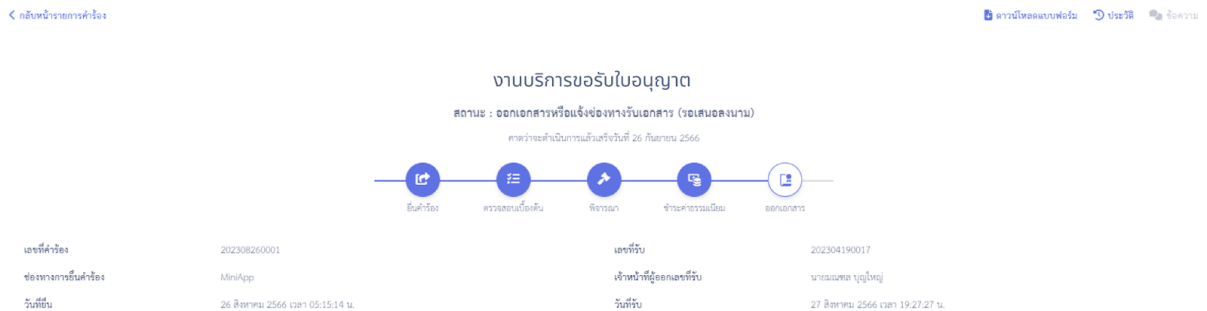 กลับหน้ารายการคำร้อง ดาวน์โหลดแบบฟอร์ม ประวัติ ข้อความ
งานบริการขอรับใบอนุญาต
สถานะ : ออกเอกสารหรือแจ้งช่องทางรับเอกสาร (รอเสนอลงนาม)
คาดว่าจะดำเนินการแล้วเสร็จวันที่ 26 กันยายน 2566
ยื่นคำร้อง ตรวจสอบเบื้องต้น พิจารณา ชำระค่าธรรมเนียม ออกเอกสาร
เลขที่คำร้อง 202308260001 เลขที่รับ 202304190017
ช่องทางการยื่นคำร้อง MiniApp เจ้าหน้าที่ผู้ออกเลขที่รับ นายมณฑล บุญใหญ่
วันที่ยื่น 26 สิงหาคม 2566 เวลา 05:15:14 น. วันที่รับ 27 สิงหาคม 2566 เวลา 19:27:27 น.